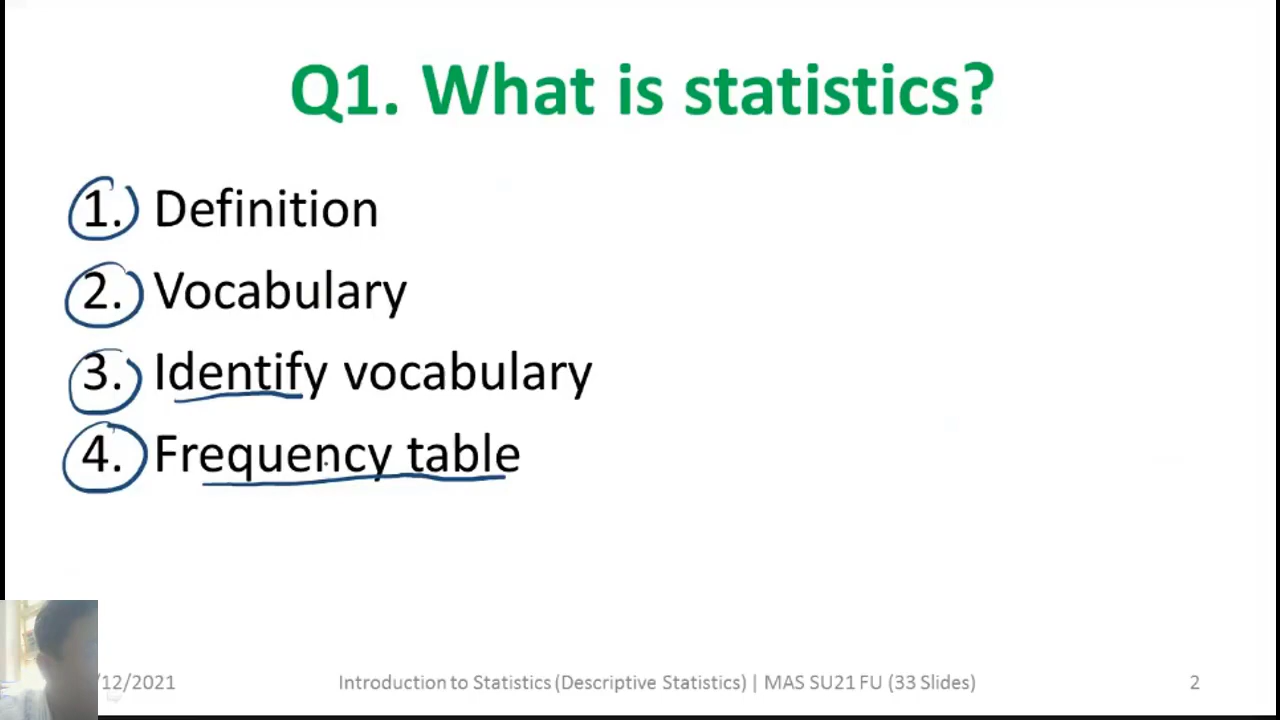 Q1. What is statistics?
1. Definition
2. Vocabulary
3. Identify vocabulary
4. Frequency table
/12/2021
Introduction to Statistics (Descriptive Statistics) | MAS SU21 FU (33 Slides)
2